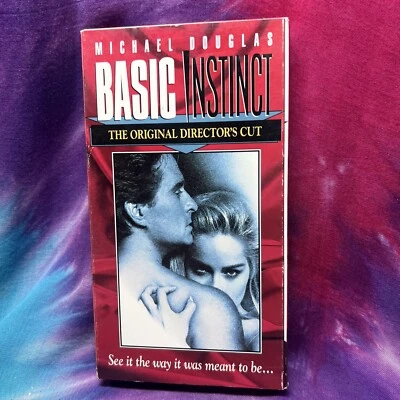 MICHAEL DOUGLAS
BASIC INSTINCT
THE ORIGINAL DIRECTOR'S CUT
See it the way it was meant to be...